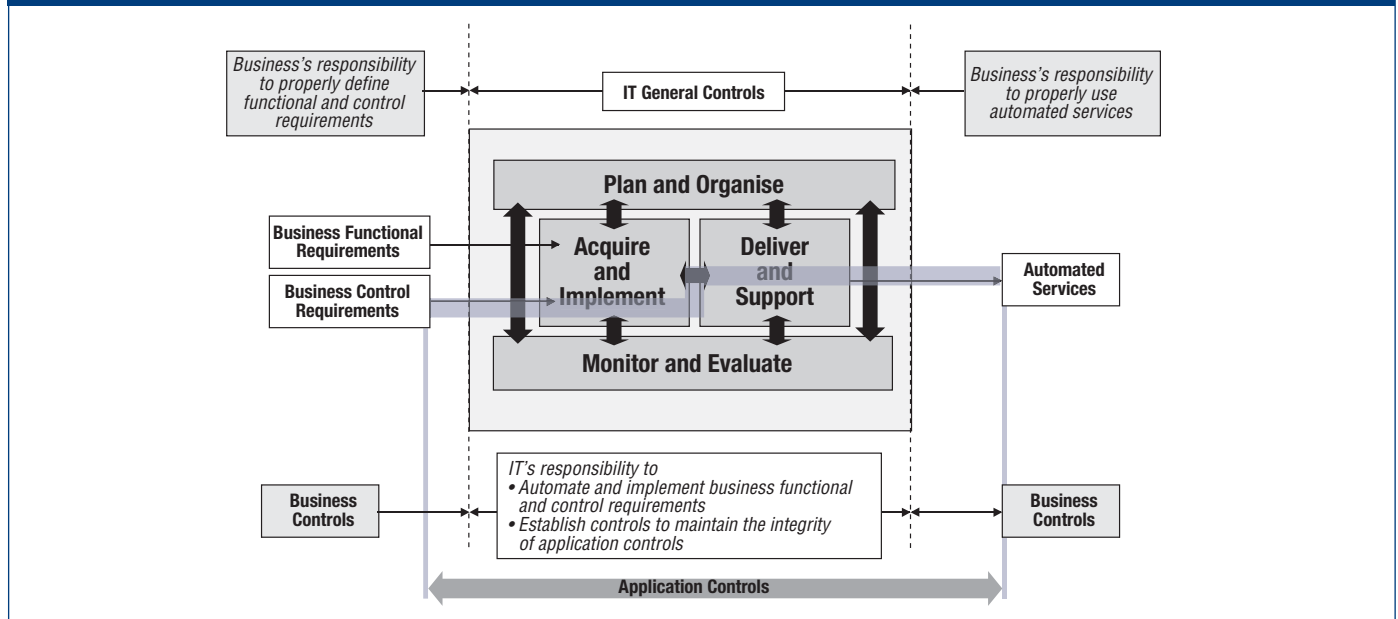 Business's responsibility
to properly define
functional and control
requirements
IT General Controls
Business's responsibility
to properly use
automated services
Plan and Organise
Business Functional
Requirements
Business Control
Requirements
Acquire
and
Implement
Deliver
and
Support
Automated
Services
Monitor and Evaluate
Business
Controls
IT's responsibility to
• Automate and implement business functional
and control requirements
• Establish controls to maintain the integrity
of application controls
Business
Controls
Application Controls